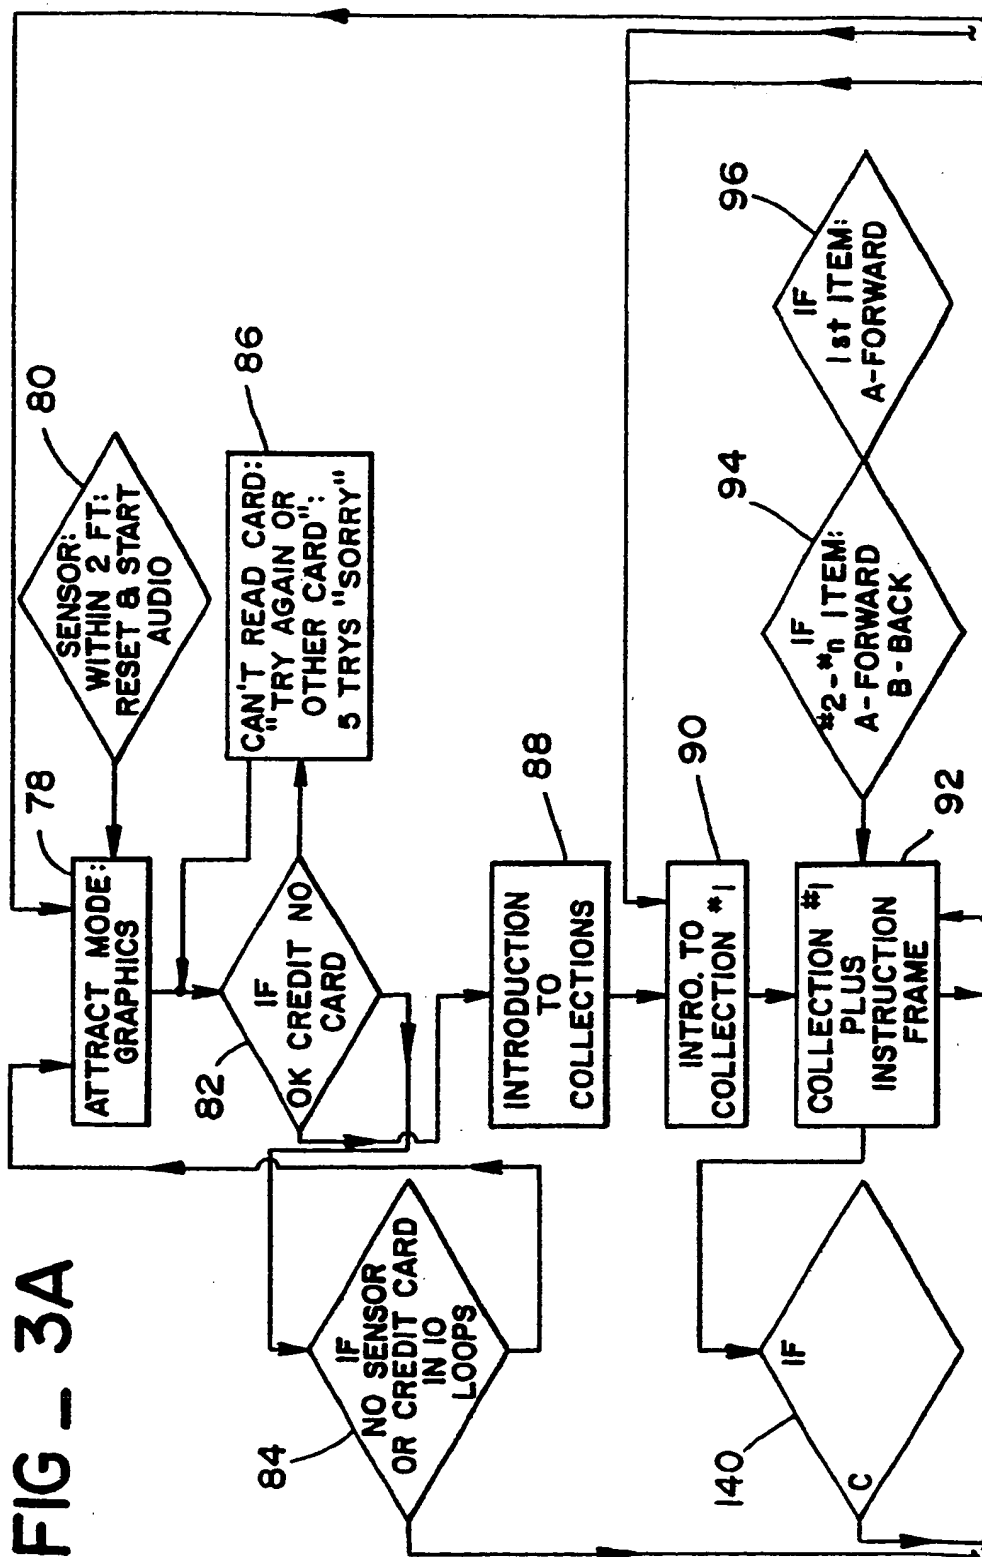 FIG_3A
78
ATTRACT MODE:
GRAPHICS
80
SENSOR:
WITHIN 2 FT:
RESET & START
AUDIO
82
IF
OK CREDIT NO
CARD
86
CAN'T READ CARD:
"TRY AGAIN OR
OTHER CARD":
5 TRYS "SORRY"
84
IF
NO SENSOR
OR CREDIT CARD
IN 10
LOOPS
88
INTRODUCTION
TO
COLLECTIONS
90
INTRO. TO
COLLECTION #1
92
COLLECTION #1
PLUS
INSTRUCTION
FRAME
94
IF
#2-#n ITEM:
A-FORWARD
B-BACK
96
IF
1st ITEM:
A-FORWARD
140
IF
C